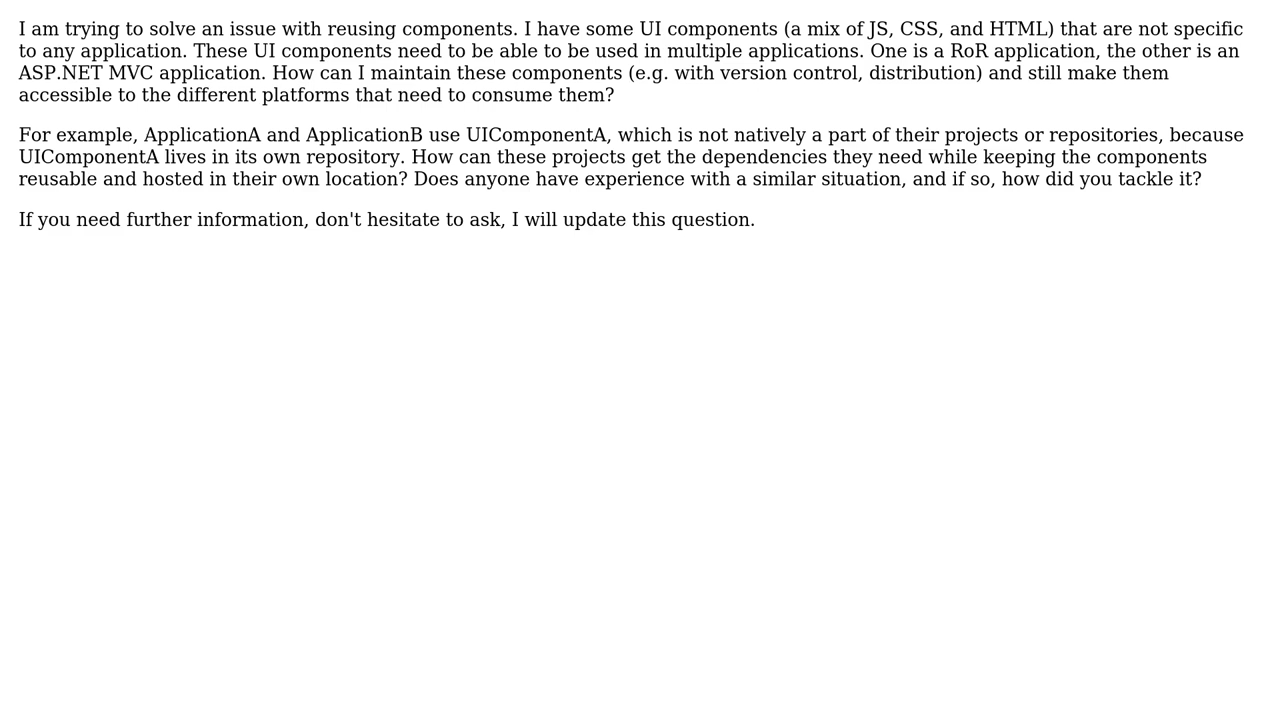 I am trying to solve an issue with reusing components. I have some UI components (a mix of JS, CSS, and HTML) that are not specific
to any application. These UI components need to be able to be used in multiple applications. One is a RoR application, the other is an
ASP.NET MVC application. How can I maintain these components (e.g. with version control, distribution) and still make them
accessible to the different platforms that need to consume them?
For example, ApplicationA and ApplicationB use UIComponentA, which is not natively a part of their projects or repositories, because
UIComponentA lives in its own repository. How can these projects get the dependencies they need while keeping the components
reusable and hosted in their own location? Does anyone have experience with a similar situation, and if so, how did you tackle it?
If you need further information, don't hesitate to ask, I will update this question.